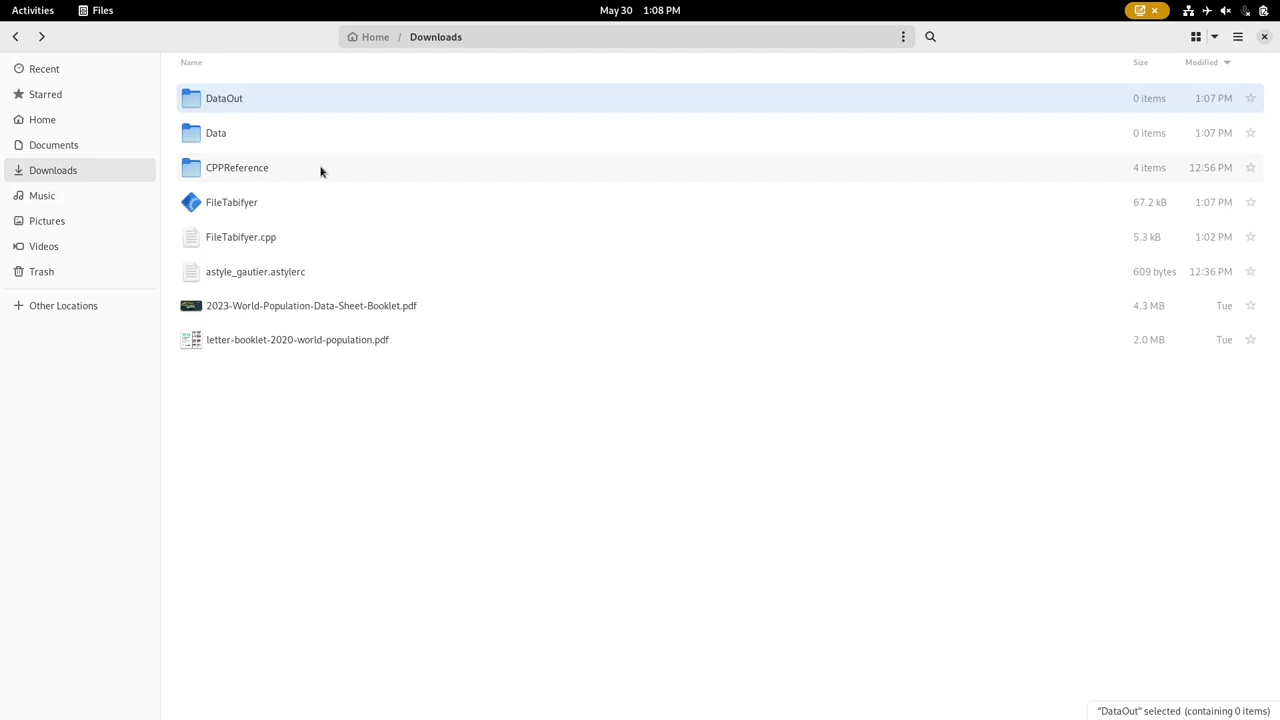 Activities Files May 30 1:08 PM
Home / Downloads
Recent
Starred
Home
Documents
Downloads
Music
Pictures
Videos
Trash
Other Locations
Name Size Modified
DataOut 0 items 1:07 PM
Data 0 items 1:07 PM
CPPReference 4 items 12:56 PM
FileTabifyer 67.2 kB 1:07 PM
FileTabifyer.cpp 5.3 kB 1:02 PM
astyle_gautier.astylerc 609 bytes 12:36 PM
2023-World-Population-Data-Sheet-Booklet.pdf 4.3 MB Tue
letter-booklet-2020-world-population.pdf 2.0 MB Tue
"DataOut" selected (containing 0 items)